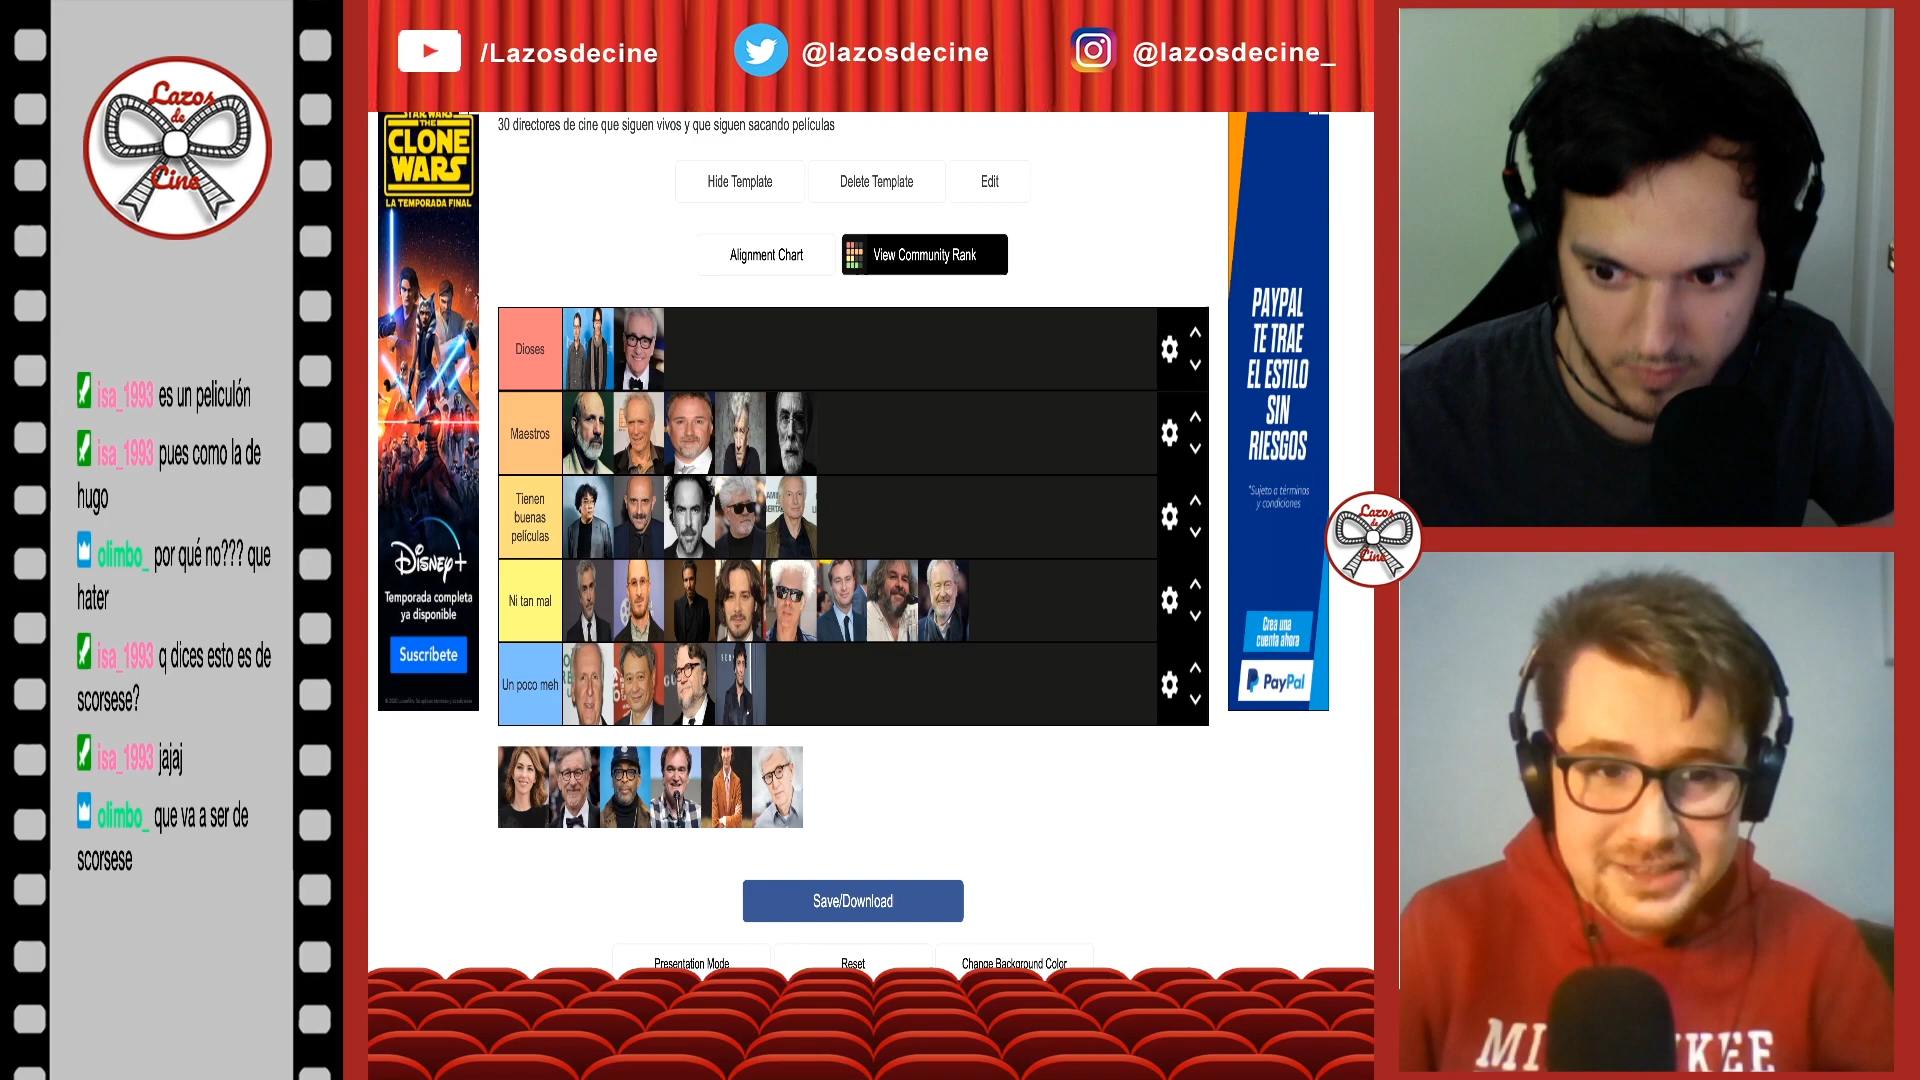 Lazos
de
Cine
isa_1993 es un peliculón
isa_1993 pues como la de
hugo
olimbo_ por qué no??? que
hater
isa_1993 q dices esto es de
scorsese?
isa_1993 jajaj
olimbo_ que va a ser de
scorsese
/Lazosdecine
@lazosdecine
@lazosdecine_
STAR WARS
THE
CLONE
WARS
LA TEMPORADA FINAL
Disney+
Temporada completa
ya disponible
Suscríbete
30 directores de cine que siguen vivos y que siguen sacando películas
Hide Template
Delete Template
Edit
Alignment Chart
View Community Rank
Dioses
Maestros
Tienen
buenas
películas
Ni tan mal
Un poco meh
Save/Download
Presentation Mode
Reset
Change Background Color
PAYPAL
TE TRAE
EL ESTILO
SIN
RIESGOS
*Sujeto a términos
y condiciones
Crea una
cuenta ahora
PayPal
Lazos
de
Cine